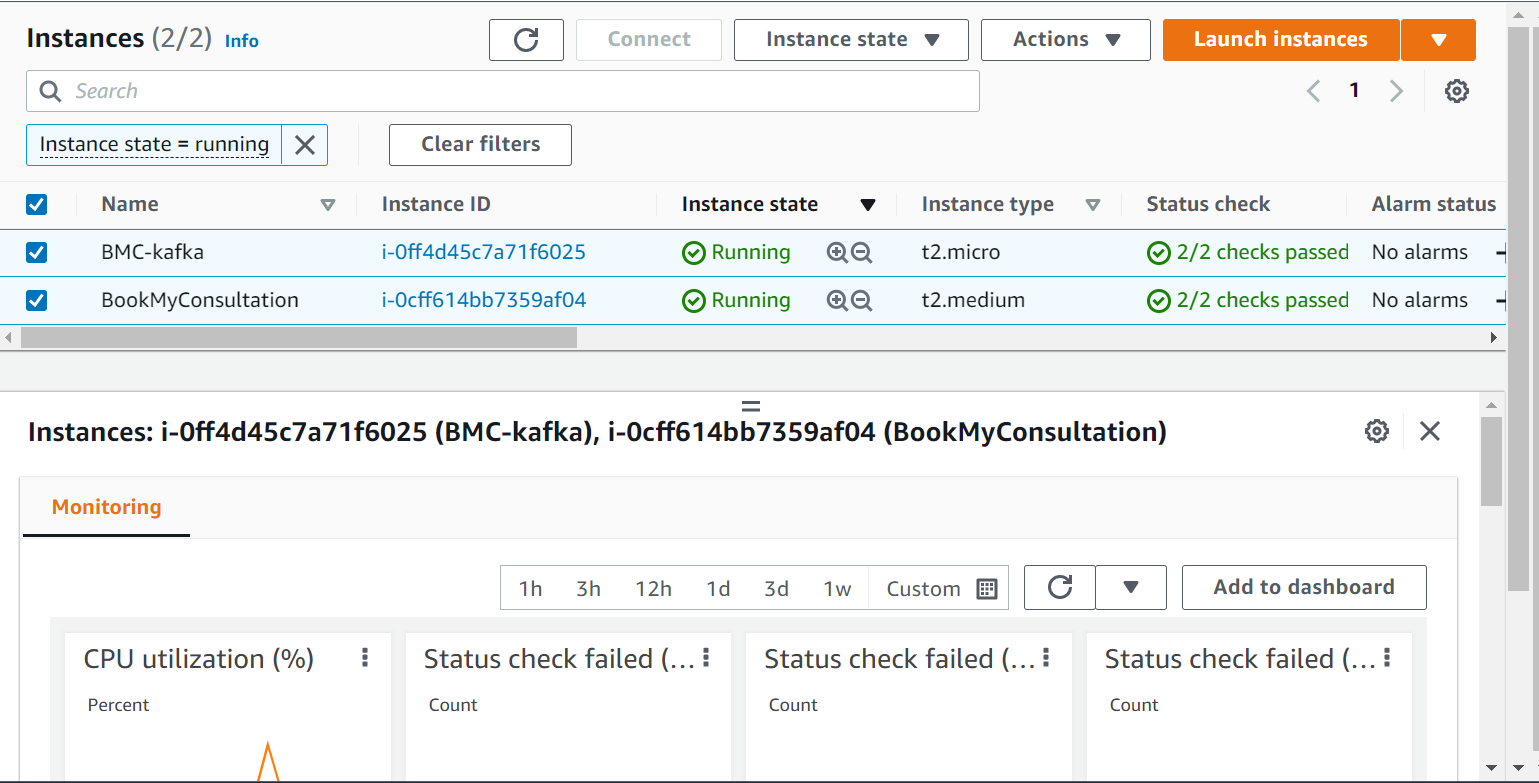 Instances (2/2) Info Connect Instance state Actions Launch instances
Search 1
Instance state = running Clear filters
Name Instance ID Instance state Instance type Status check Alarm status
BMC-kafka i-0ff4d45c7a71f6025 Running t2.micro 2/2 checks passed No alarms
BookMyConsultation i-0cff614bb7359af04 Running t2.medium 2/2 checks passed No alarms
Instances: i-0ff4d45c7a71f6025 (BMC-kafka), i-0cff614bb7359af04 (BookMyConsultation)
Monitoring
1h 3h 12h 1d 3d 1w Custom Add to dashboard
CPU utilization (%) Status check failed (... Status check failed (... Status check failed (...
Percent Count Count Count